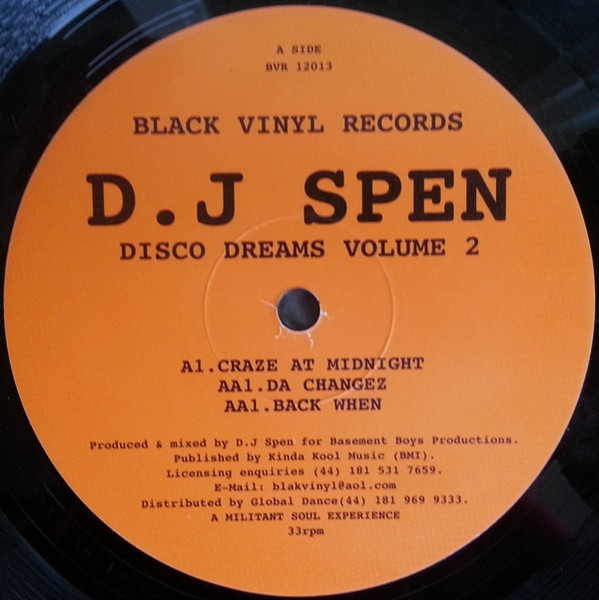 A SIDE
BVR 12013
BLACK VINYL RECORDS
D.J SPEN
DISCO DREAMS VOLUME 2
A1.CRAZE AT MIDNIGHT
AA1.DA CHANGEZ
AA1.BACK WHEN
Produced & mixed by D.J Spen for Basement Boys Productions.
Published by Kinda Kool Music (BMI).
Licensing enquiries (44) 181 531 7659.
E-Mail: blakvinyl@aol.com
Distributed by Global Dance(44) 181 969 9333.
A MILITANT SOUL EXPERIENCE
33rpm